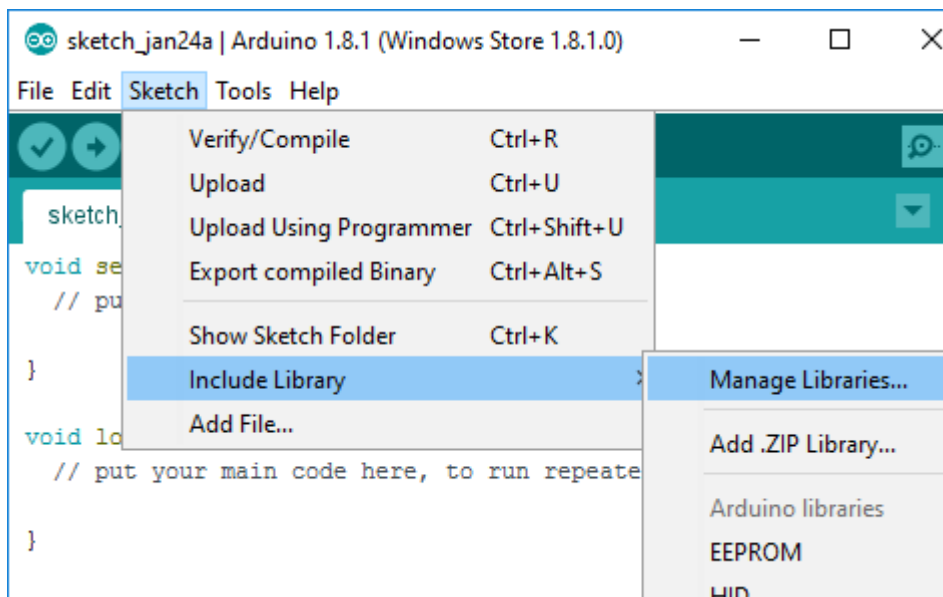 sketch_jan24a | Arduino 1.8.1 (Windows Store 1.8.1.0)
File Edit Sketch Tools Help
Verify/Compile Ctrl+R
Upload Ctrl+U
Upload Using Programmer Ctrl+Shift+U
Export compiled Binary Ctrl+Alt+S
Show Sketch Folder Ctrl+K
Include Library
Add File...
Manage Libraries...
Add .ZIP Library...
Arduino libraries
EEPROM
HID
sketch_
void se
// pu
}
void lo
// put your main code here, to run repeate
}